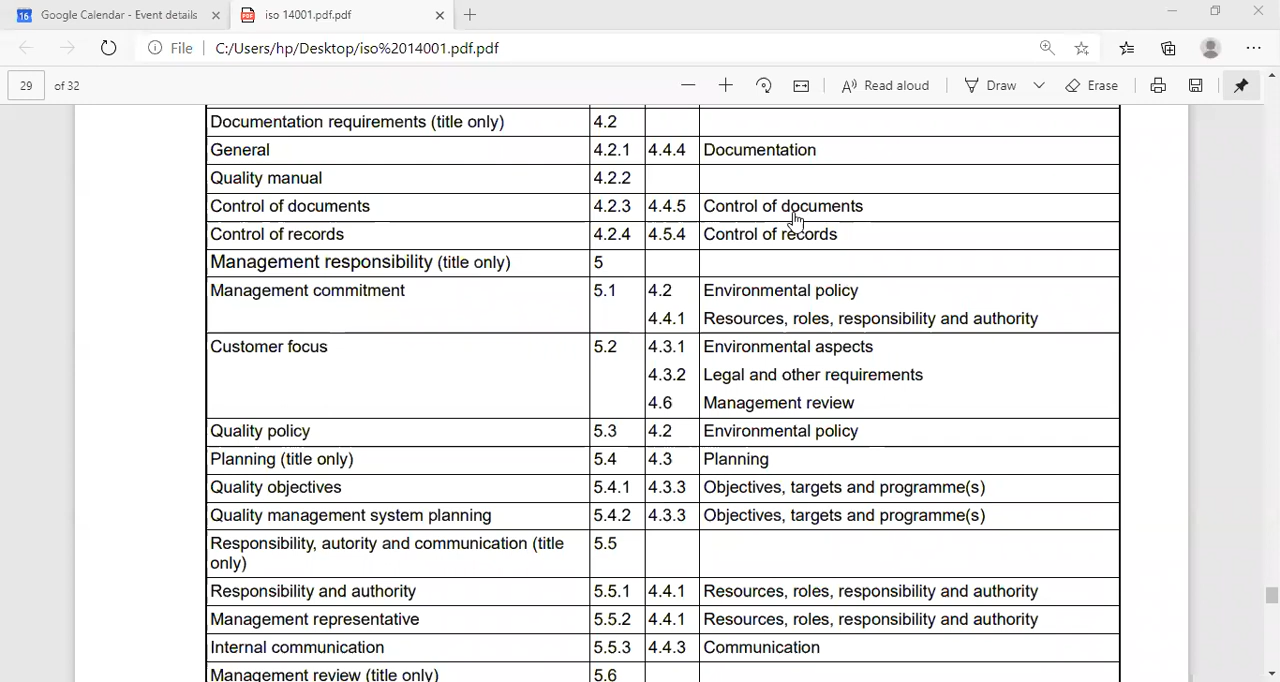 16 Google Calendar - Event details
PDF iso 14001.pdf.pdf
File C:/Users/hp/Desktop/iso%2014001.pdf.pdf
29 of 32 Read aloud Draw Erase
Documentation requirements (title only) 4.2
General 4.2.1 4.4.4 Documentation
Quality manual 4.2.2
Control of documents 4.2.3 4.4.5 Control of documents
Control of records 4.2.4 4.5.4 Control of records
Management responsibility (title only) 5
Management commitment 5.1 4.2 Environmental policy
4.4.1 Resources, roles, responsibility and authority
Customer focus 5.2 4.3.1 Environmental aspects
4.3.2 Legal and other requirements
4.6 Management review
Quality policy 5.3 4.2 Environmental policy
Planning (title only) 5.4 4.3 Planning
Quality objectives 5.4.1 4.3.3 Objectives, targets and programme(s)
Quality management system planning 5.4.2 4.3.3 Objectives, targets and programme(s)
Responsibility, autority and communication (title 5.5
only)
Responsibility and authority 5.5.1 4.4.1 Resources, roles, responsibility and authority
Management representative 5.5.2 4.4.1 Resources, roles, responsibility and authority
Internal communication 5.5.3 4.4.3 Communication
Management review (title only) 5.6